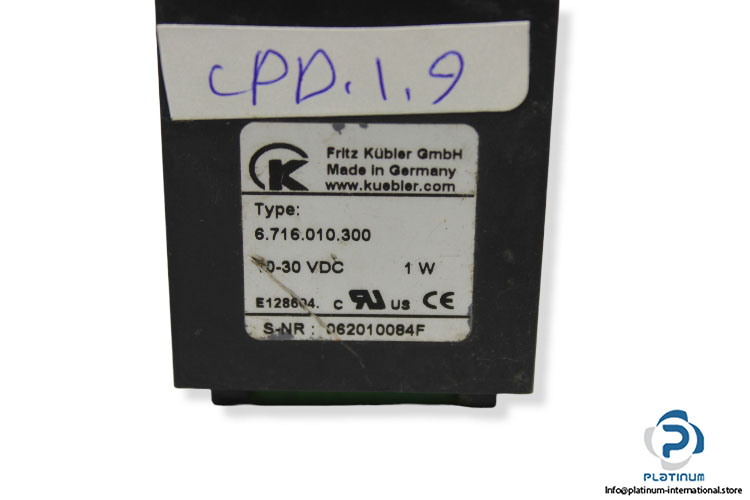 CPD.1.9
K
Fritz Kübler GmbH
Made in Germany
www.kuebler.com
Type:
6.716.010.300
10-30 VDC 1 W
E128604. C RU US CE
S-NR : 062010084F
P
PLATINUM
Info@platinum-international.store